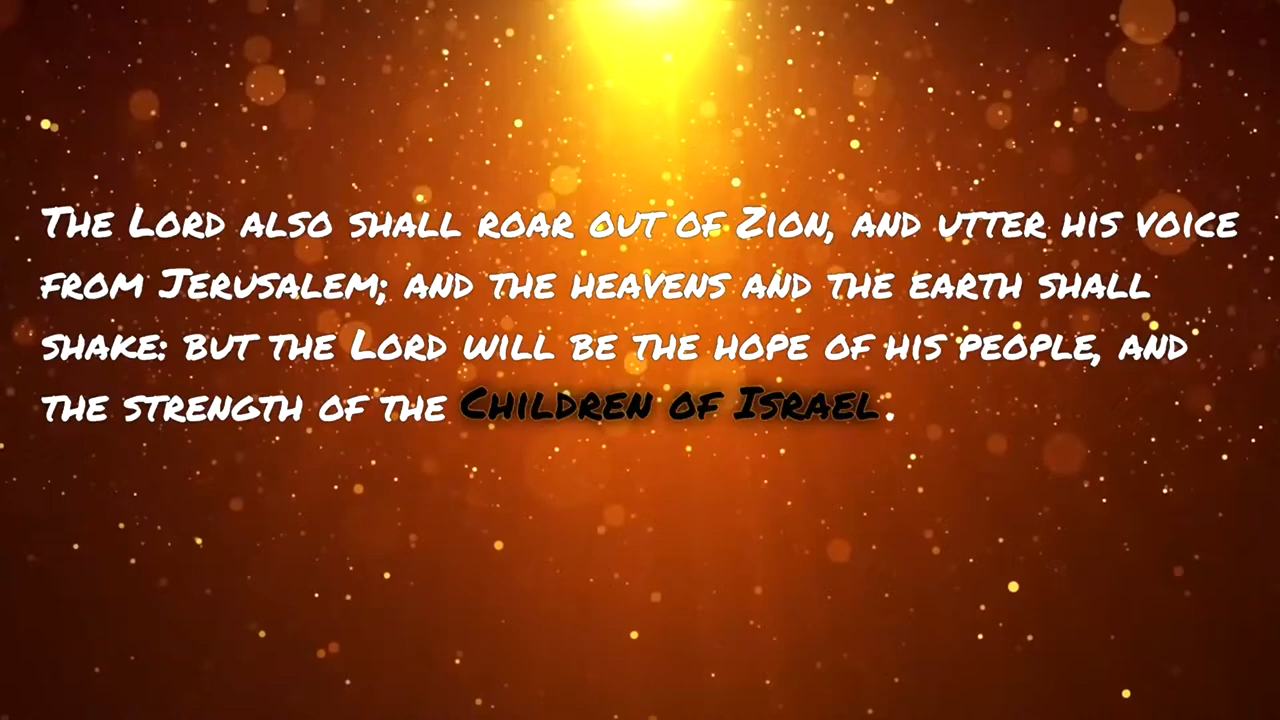 The Lord also shall roar out of Zion, and utter his voice
from Jerusalem; and the heavens and the earth shall
shake: but the Lord will be the hope of his people, and
the strength of the Children of Israel.